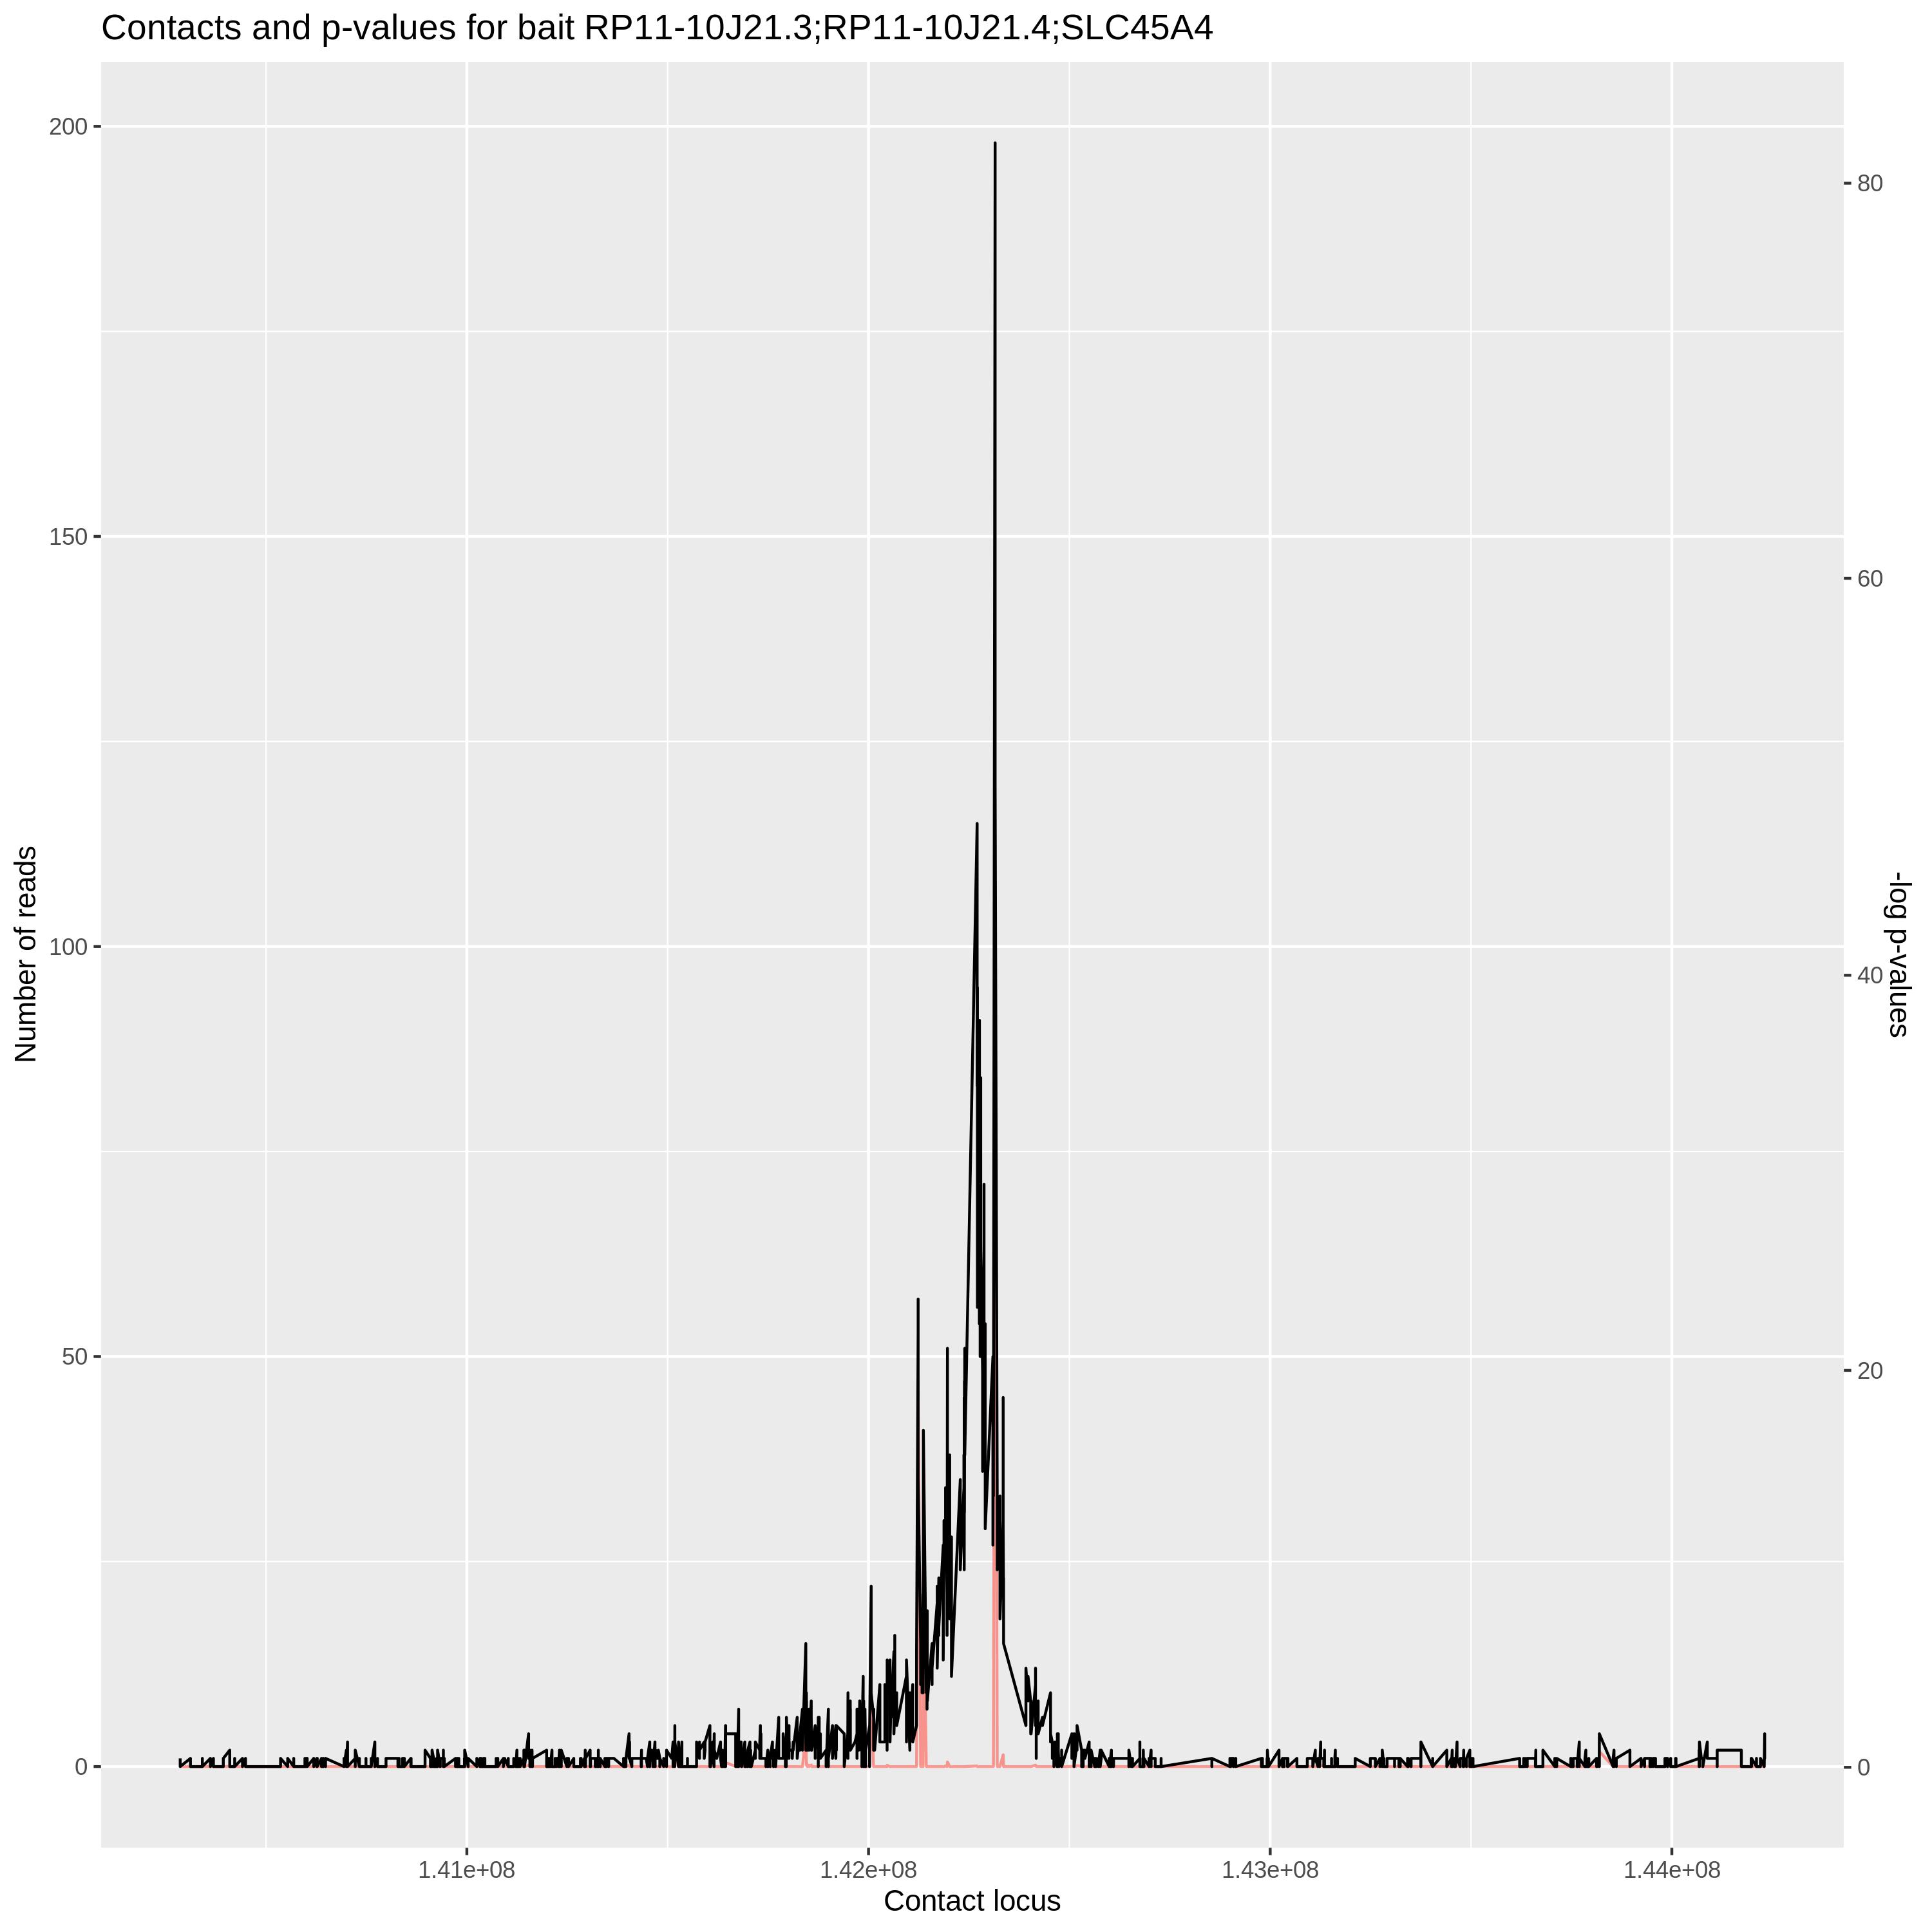 Contacts and p-values for bait RP11-10J21.3;RP11-10J21.4;SLC45A4
200
150
100
50
0
Number of reads
80
60
40
20
0
-log p-values
1.41e+08
1.42e+08
1.43e+08
1.44e+08
Contact locus